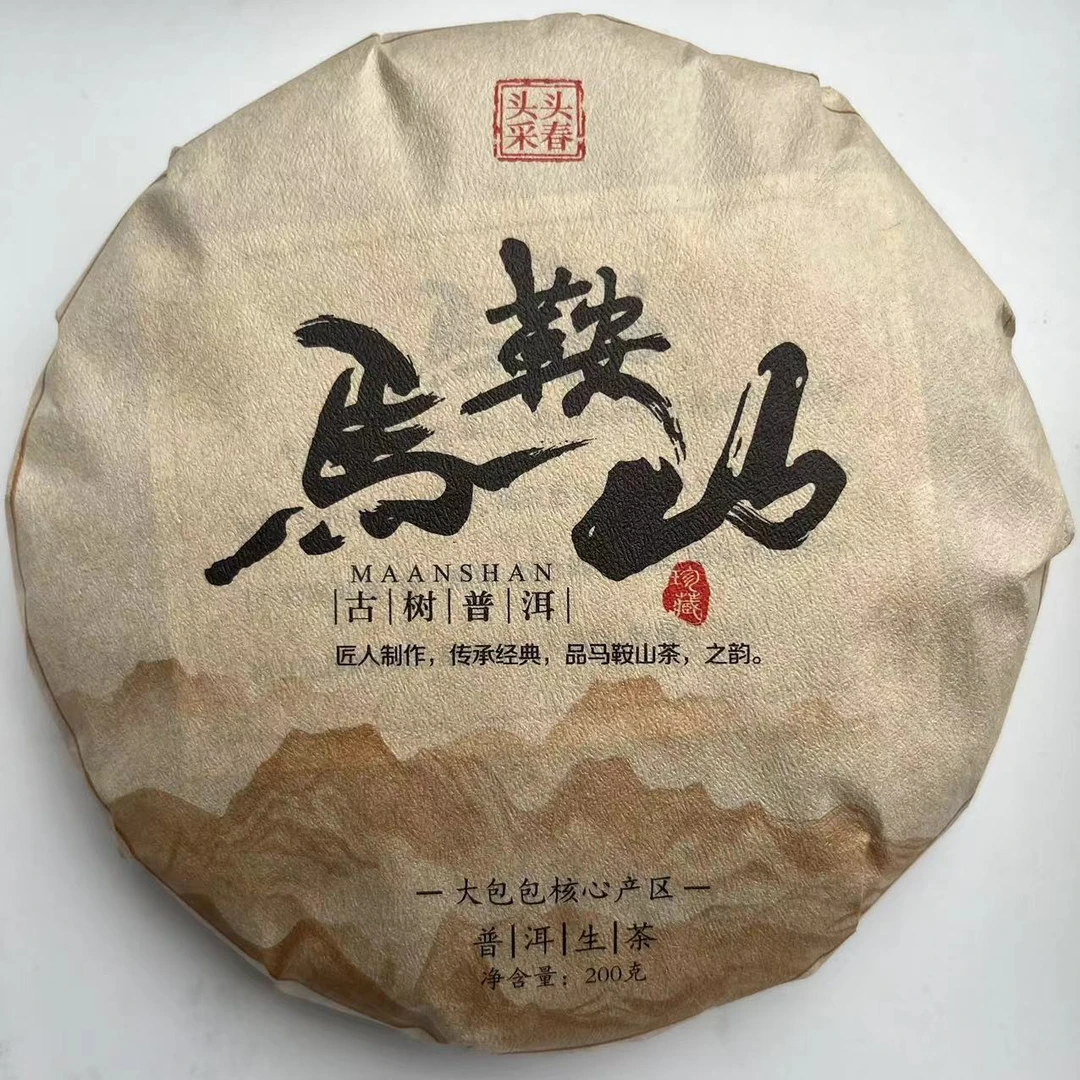 头春
头采
马鞍山
MAANSHAN
古|树|普|洱
珍藏
匠人制作，传承经典，品马鞍山茶，之韵。
大包包核心产区
普|洱|生|茶
净含量：200克